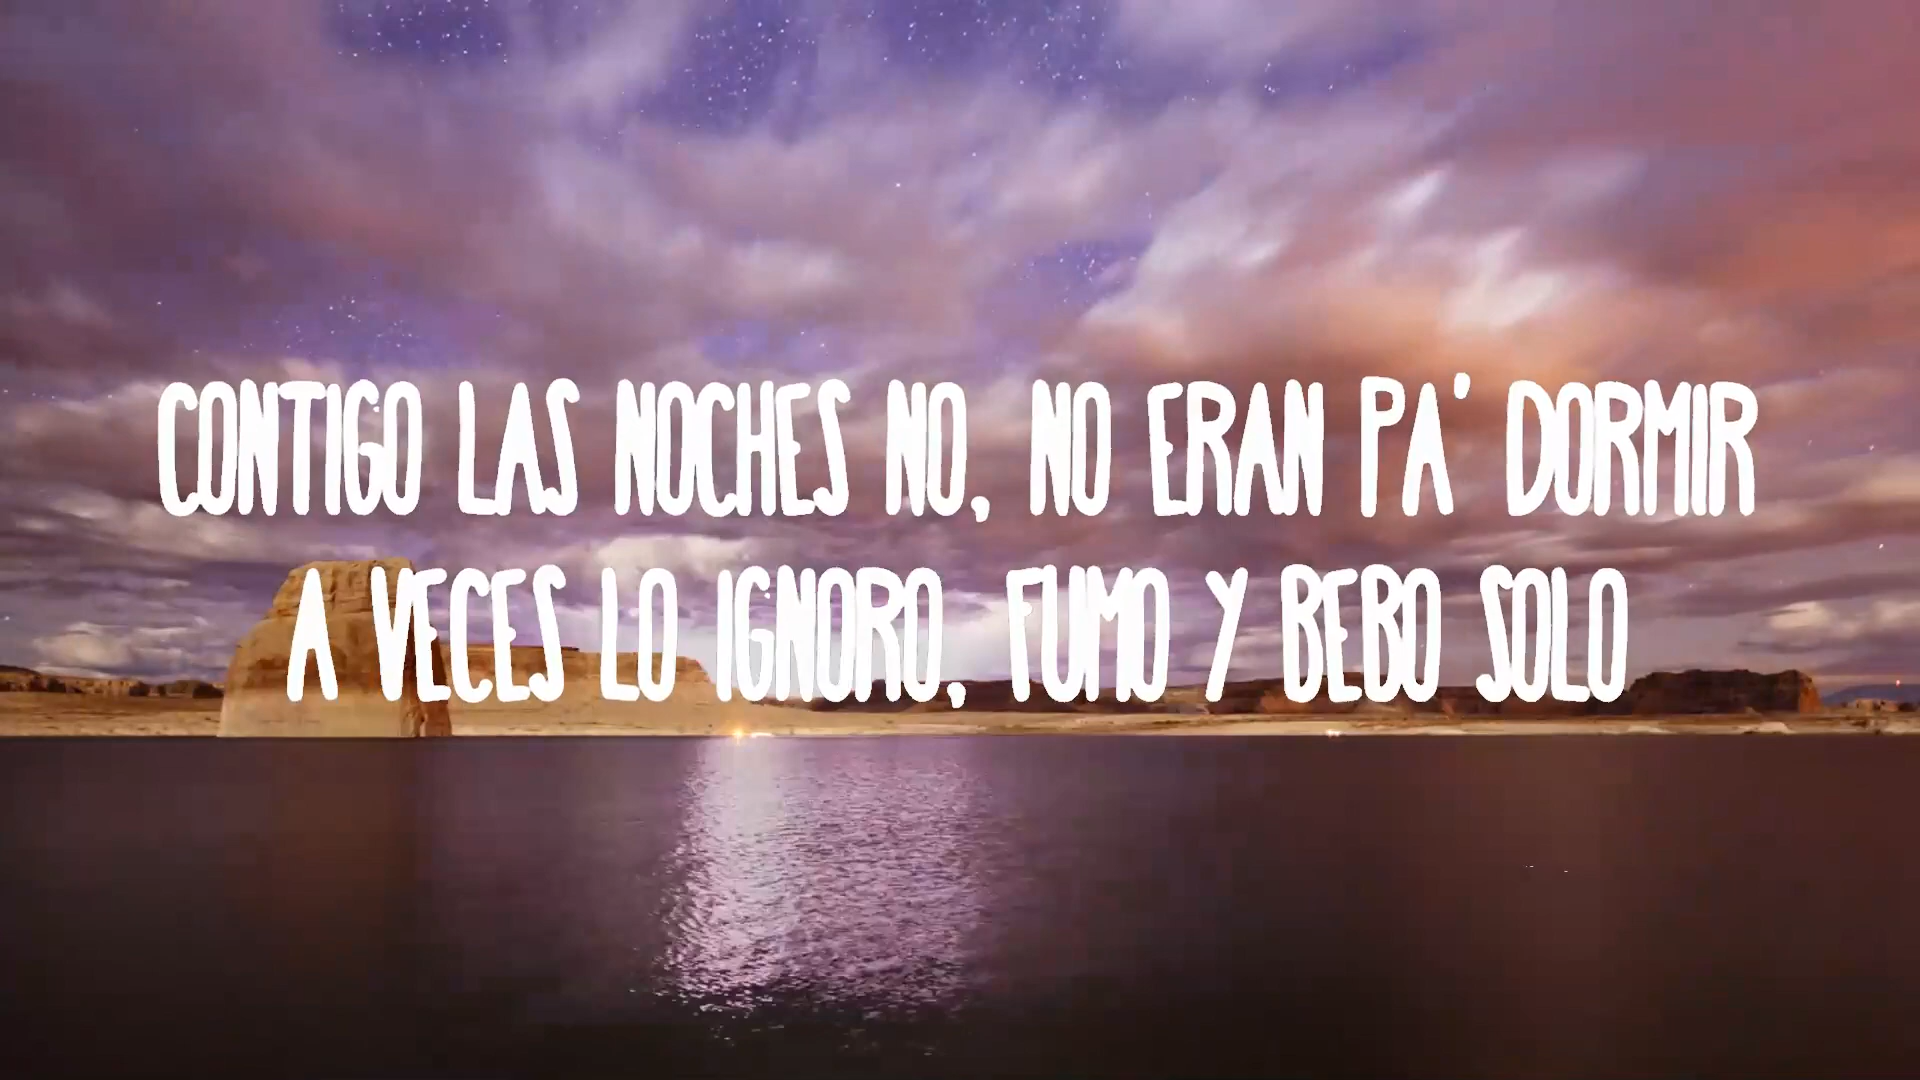 CONTIGO LAS NOCHES NO, NO ERAN PA' DORMIR
A VECES LO IGNORO, FUMO Y BEBO SOLO